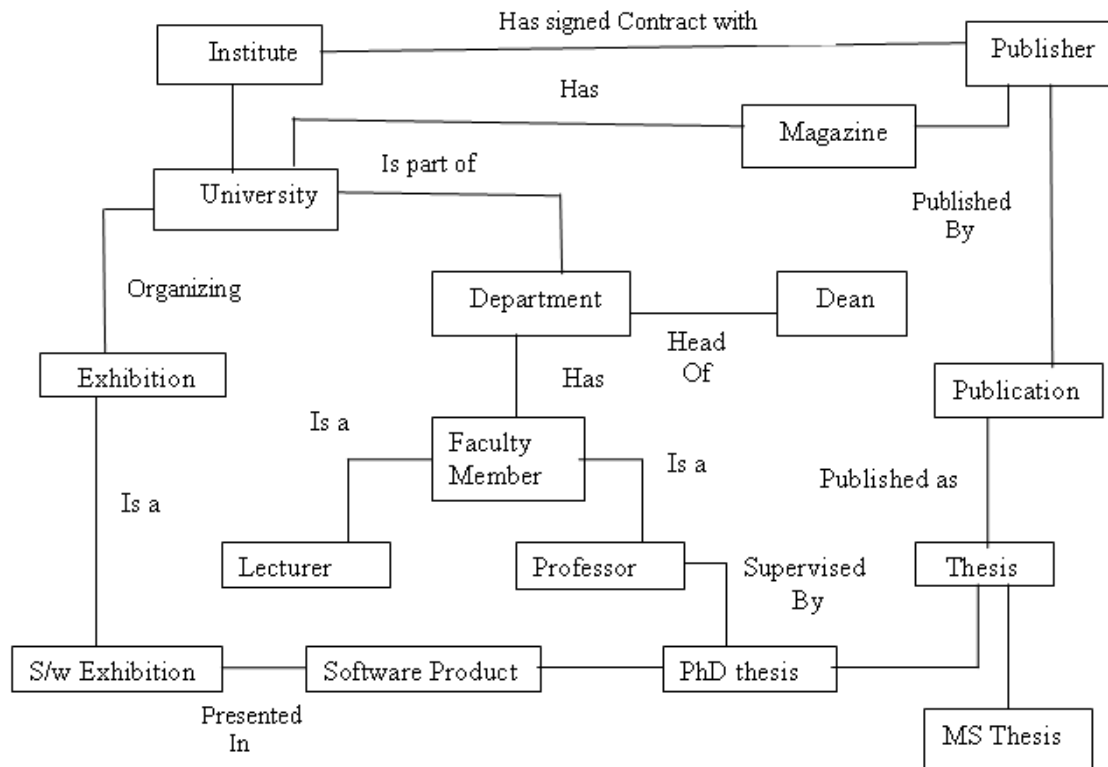 Has signed Contract with
Institute
Publisher
Has
Magazine
Is part of
University
Published
By
Organizing
Department
Dean
Head
Of
Exhibition
Has
Publication
Is a
Faculty
Member
Is a
Published as
Is a
Lecturer
Professor
Supervised
By
Thesis
S/w Exhibition
Software Product
PhD thesis
Presented
In
MS Thesis